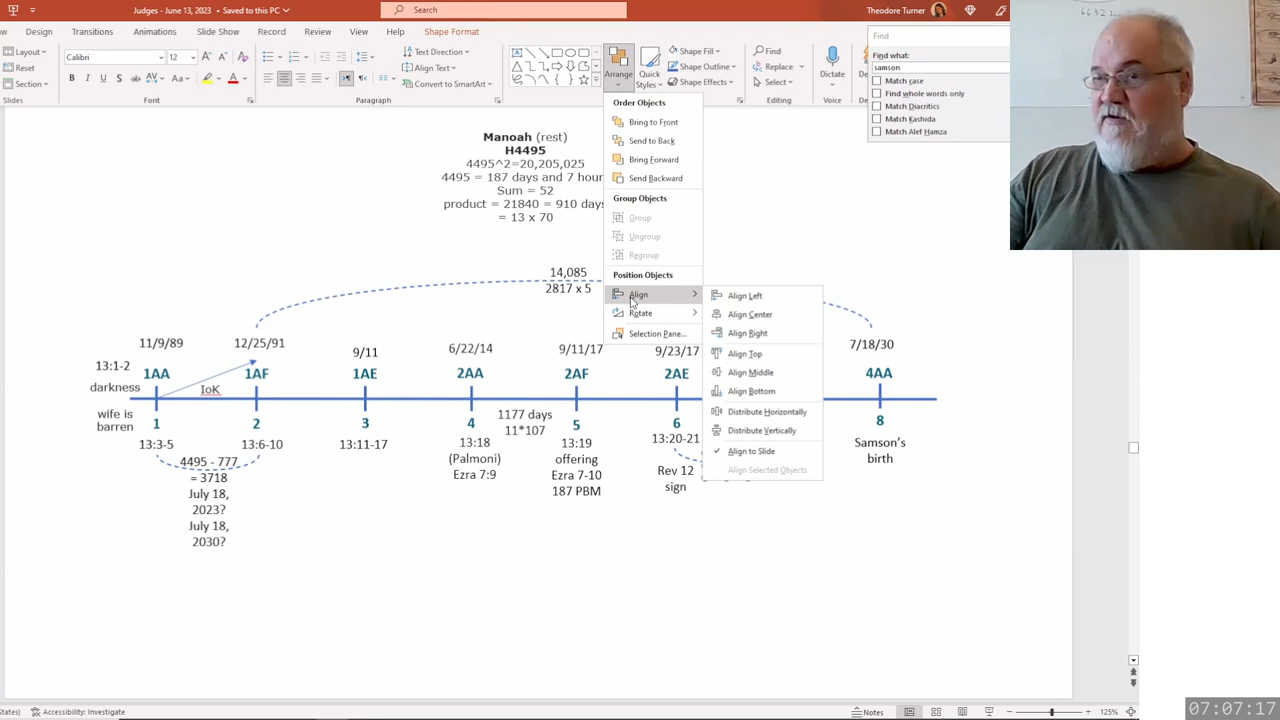 Judges - June 13, 2023 • Saved to this PC
Search
Theodore Turner
Design
Transitions
Animations
Slide Show
Record
Review
View
Help
Shape Format
Layout
Reset
Section
Slides
Calibri
12
Font
Text Direction
Align Text
Convert to SmartArt
Paragraph
Arrange
Quick
Styles
Shape Fill
Shape Outline
Shape Effects
Find
Replace
Select
Editing
Dictate
Voice
Find
Find what:
samson
Match case
Find whole words only
Match Diacritics
Match Kashida
Match Alef Hamza
Order Objects
Bring to Front
Send to Back
Bring Forward
Send Backward
Group Objects
Group
Ungroup
Regroup
Position Objects
Align
Rotate
Selection Pane...
Align Left
Align Center
Align Right
Align Top
Align Middle
Align Bottom
Distribute Horizontally
Distribute Vertically
Align to Slide
Align Selected Objects
Manoah (rest)
H4495
4495^2=20,205,025
4495 = 187 days and 7 hour
Sum = 52
product = 21840 = 910 days
= 13 x 70
14,085
2817 x 5
11/9/89
12/25/91
9/11
6/22/14
9/11/17
9/23/17
7/18/30
13:1-2
1AA
1AF
1AE
2AA
2AF
2AE
4AA
darkness
IoK
wife is
barren
1
2
3
4
1177 days
11*107
5
6
8
13:3-5
13:6-10
13:11-17
13:18
(Palmoni)
Ezra 7:9
13:19
offering
Ezra 7-10
187 PBM
13:20-21
Rev 12
sign
Samson's
birth
4495 - 777
= 3718
July 18,
2023?
July 18,
2030?
States)
Accessibility: Investigate
Notes
125%
07:07:17